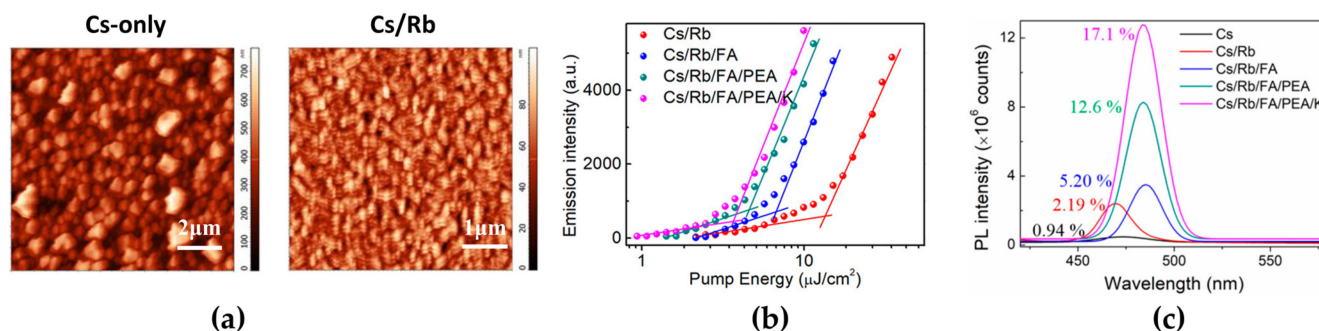 Cs-only
Cs/Rb
nm
700
600
500
400
300
200
100
0
2μm
nm
80
60
40
20
0
1μm
(a)
Emission intensity (a.u.)
6000
4000
2000
0
Cs/Rb
Cs/Rb/FA
Cs/Rb/FA/PEA
Cs/Rb/FA/PEA/K
1
10
Pump Energy (μJ/cm²)
(b)
PL intensity (×10⁶ counts)
12
8
4
0
17.1 %
12.6 %
5.20 %
2.19 %
0.94 %
Cs
Cs/Rb
Cs/Rb/FA
Cs/Rb/FA/PEA
Cs/Rb/FA/PEA/K
450
500
550
Wavelength (nm)
(c)